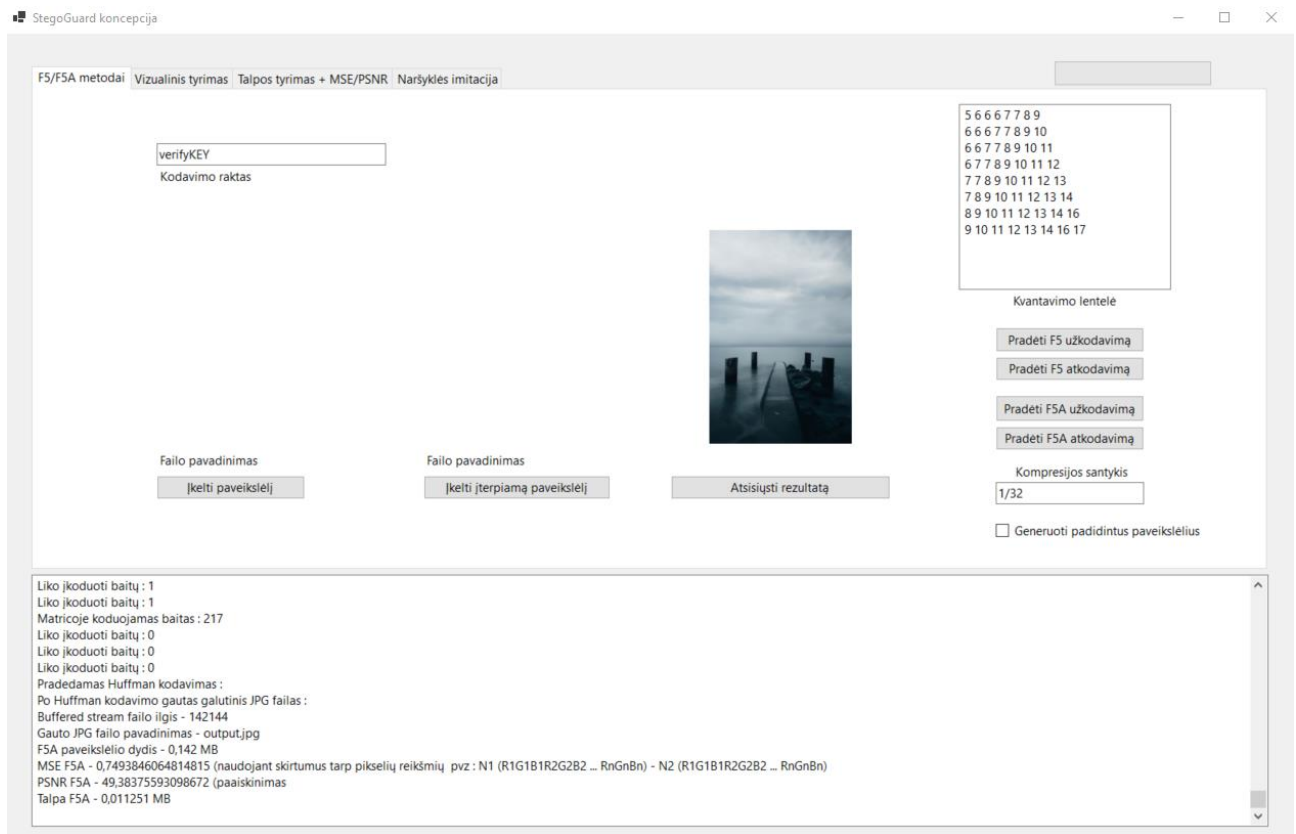 StegoGuard koncepcija
F5/F5A metodai Vizualinis tyrimas Talpos tyrimas + MSE/PSNR Naršyklės imitacija
verifyKEY
Kodavimo raktas
5 6 6 6 7 7 8 9
6 6 6 7 7 8 9 10
6 6 7 7 8 9 10 11
6 7 7 8 9 10 11 12
7 7 8 9 10 11 12 13
7 8 9 10 11 12 13 14
8 9 10 11 12 13 14 16
9 10 11 12 13 14 16 17
Kvantavimo lentelė
Pradėti F5 užkodavimą
Pradėti F5 atkodavimą
Pradėti F5A užkodavimą
Pradėti F5A atkodavimą
Failo pavadinimas
Įkelti paveikslėlį
Failo pavadinimas
Įkelti įterpiamą paveikslėlį
Atsisiųsti rezultatą
Kompresijos santykis
1/32
Generuoti padidintus paveikslėlius
Liko įkoduoti baitų : 1
Liko įkoduoti baitų : 1
Matricoje koduojamas baitas : 217
Liko įkoduoti baitų : 0
Liko įkoduoti baitų : 0
Liko įkoduoti baitų : 0
Pradedamas Huffman kodavimas :
Po Huffman kodavimo gautas galutinis JPG failas :
Buffered stream failo ilgis - 142144
Gauto JPG failo pavadinimas - output.jpg
F5A paveikslėlio dydis - 0,142 MB
MSE F5A - 0,7493846064814815 (naudojant skirtumus tarp pikselių reikšmių pvz : N1 (R1G1B1R2G2B2 ... RnGnBn) - N2 (R1G1B1R2G2B2 ... RnGnBn)
PSNR F5A - 49,38375593098672 (paaiškinimas
Talpa F5A - 0,011251 MB